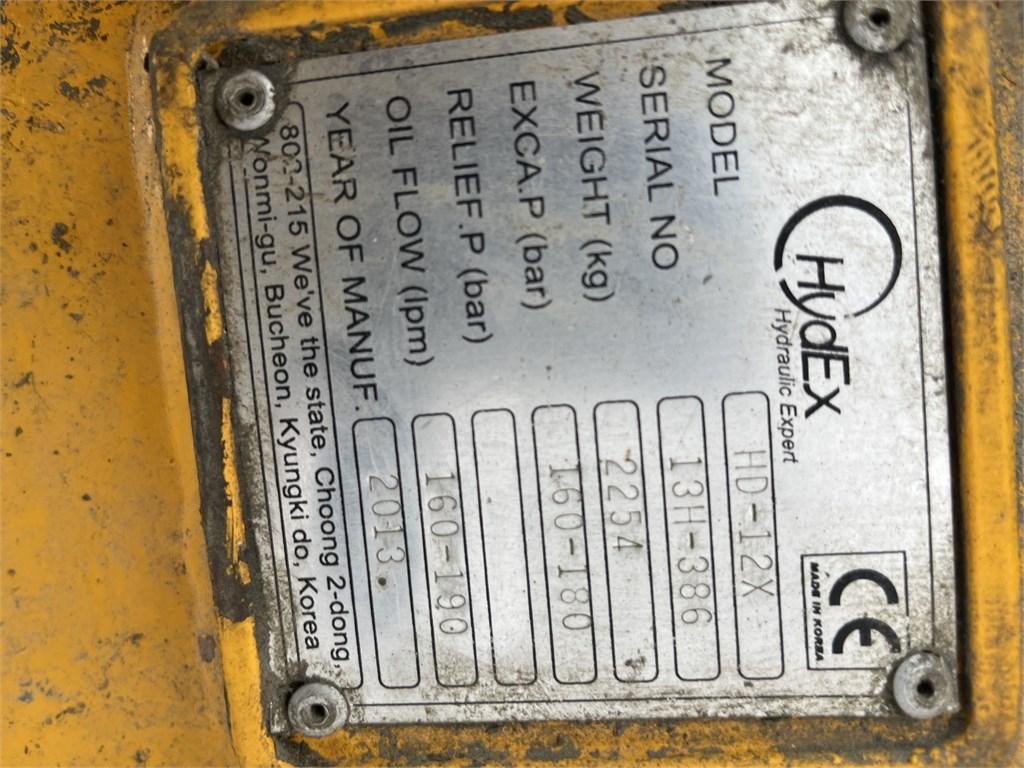 HydEx
Hydraulic Expert
CE
MADE IN KOREA
MODEL HD-12X
SERIAL NO 13H-386
WEIGHT (kg) 2254
EXCA.P (bar) 160-180
RELIEF.P (bar)
OIL FLOW (lpm) 160-190
YEAR OF MANUF. 2013.
802-215 We've the state, Choong 2-dong,
Wonmi-gu, Bucheon, Kyungki do, Korea